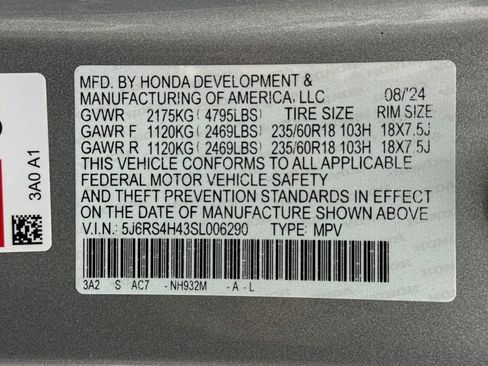 MFD. BY HONDA DEVELOPMENT &
MANUFACTURING OF AMERICA, LLC 08/'24
GVWR 2175KG (4795LBS) TIRE SIZE RIM SIZE
GAWR F 1120KG (2469LBS) 235/60R18 103H 18X7.5J
GAWR R 1120KG (2469LBS) 235/60R18 103H 18X7.5J
THIS VEHICLE CONFORMS TO ALL APPLICABLE
FEDERAL MOTOR VEHICLE SAFETY
AND THEFT PREVENTION STANDARDS IN EFFECT
ON THE DATE OF MANUFACTURE SHOWN ABOVE
V.I.N.: 5J6RS4H43SL006290 TYPE: MPV
3A2 S AC7 - NH932M - A - L
3A0 A1